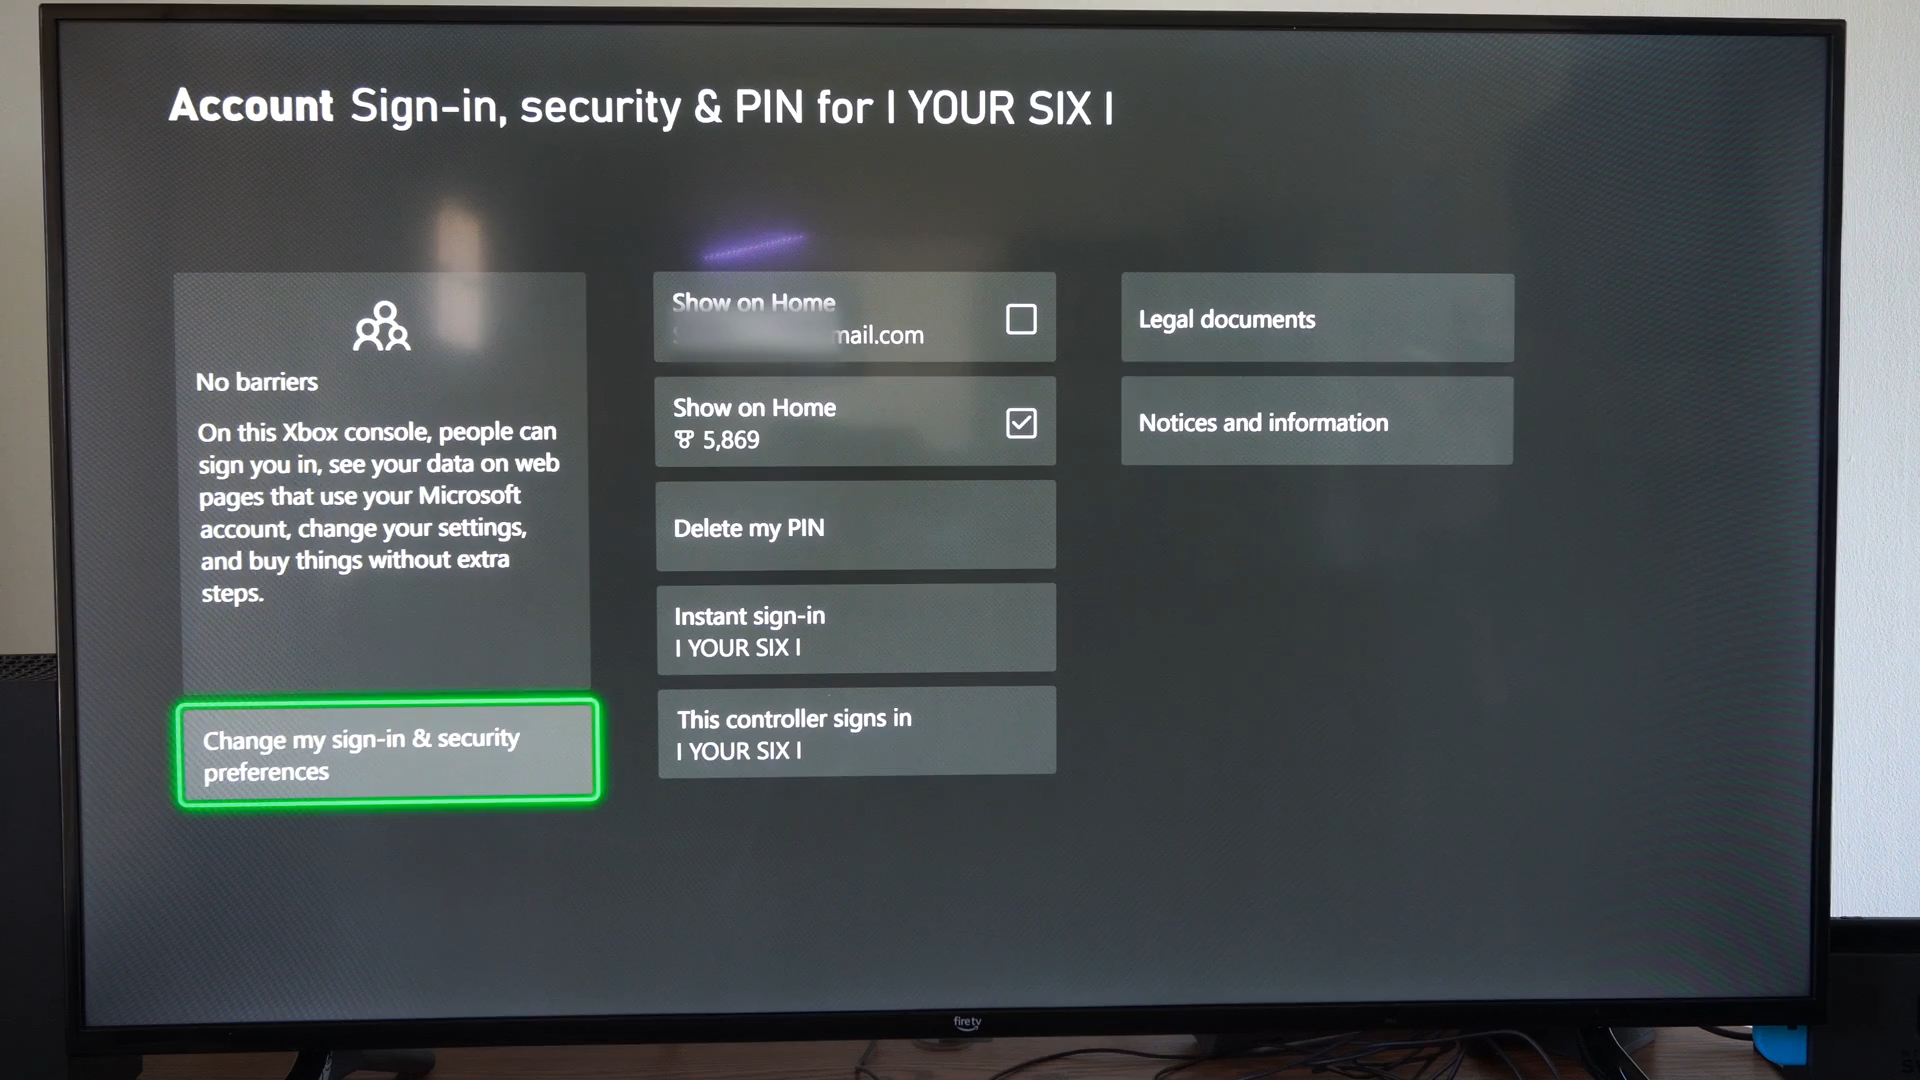 Account Sign-in, security & PIN for I YOUR SIX I
No barriers
On this Xbox console, people can
sign you in, see your data on web
pages that use your Microsoft
account, change your settings,
and buy things without extra
steps.
Change my sign-in & security
preferences
Show on Home
mail.com
Show on Home
5,869
Delete my PIN
Instant sign-in
I YOUR SIX I
This controller signs in
I YOUR SIX I
Legal documents
Notices and information
fire tv